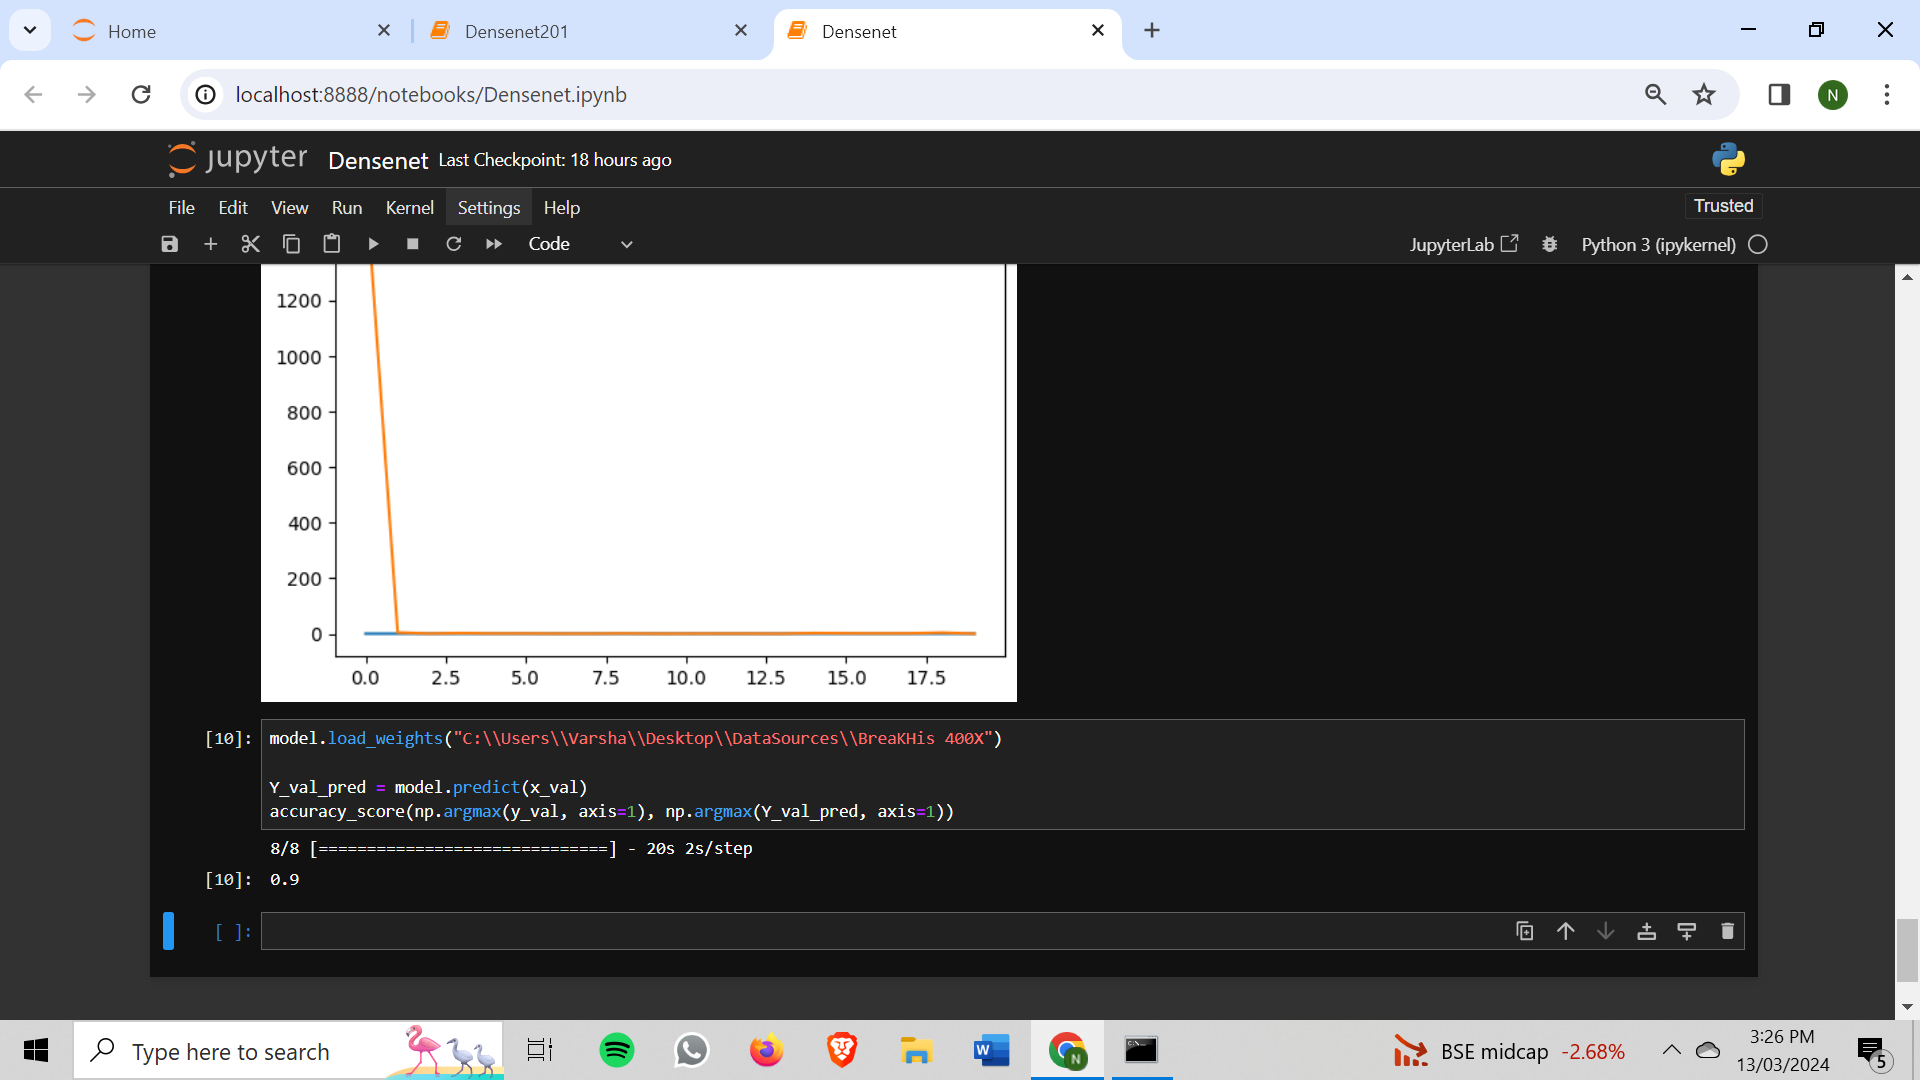 Home
Densenet201
Densenet
localhost:8888/notebooks/Densenet.ipynb
N
jupyter Densenet Last Checkpoint: 18 hours ago
File Edit View Run Kernel Settings Help
Trusted
Code
JupyterLab
Python 3 (ipykernel)
1200
1000
800
600
400
200
0
0.0 2.5 5.0 7.5 10.0 12.5 15.0 17.5
[10]: model.load_weights("C:\\Users\\Varsha\\Desktop\\DataSources\\BreaKHis 400X")
Y_val_pred = model.predict(x_val)
accuracy_score(np.argmax(y_val, axis=1), np.argmax(Y_val_pred, axis=1))
8/8 [==============================] - 20s 2s/step
[10]: 0.9
[ ]:
Type here to search
W
N
C:\
BSE midcap -2.68%
3:26 PM
13/03/2024
5